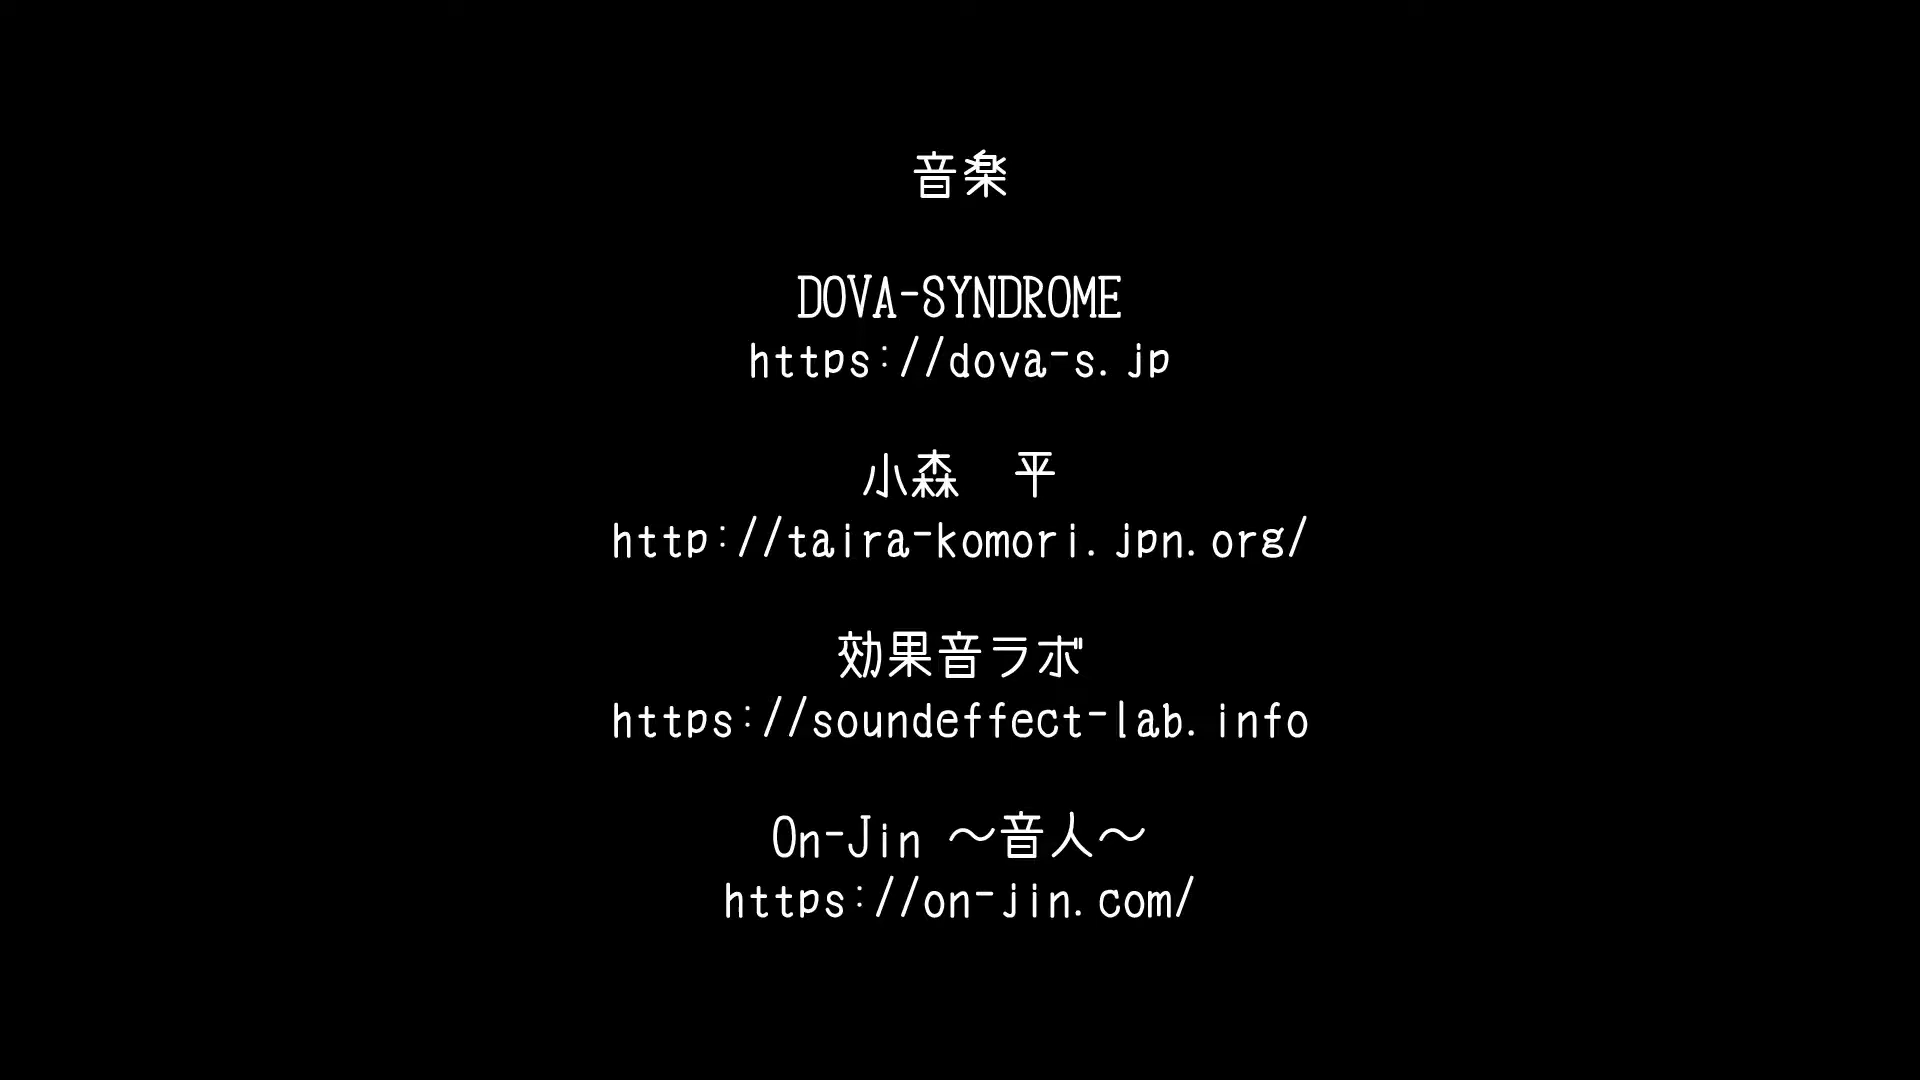 音楽
DOVA-SYNDROME
https://dova-s.jp
小森　平
http://taira-komori.jpn.org/
効果音ラボ
https://soundeffect-lab.info
On-Jin ～音人～
https://on-jin.com/